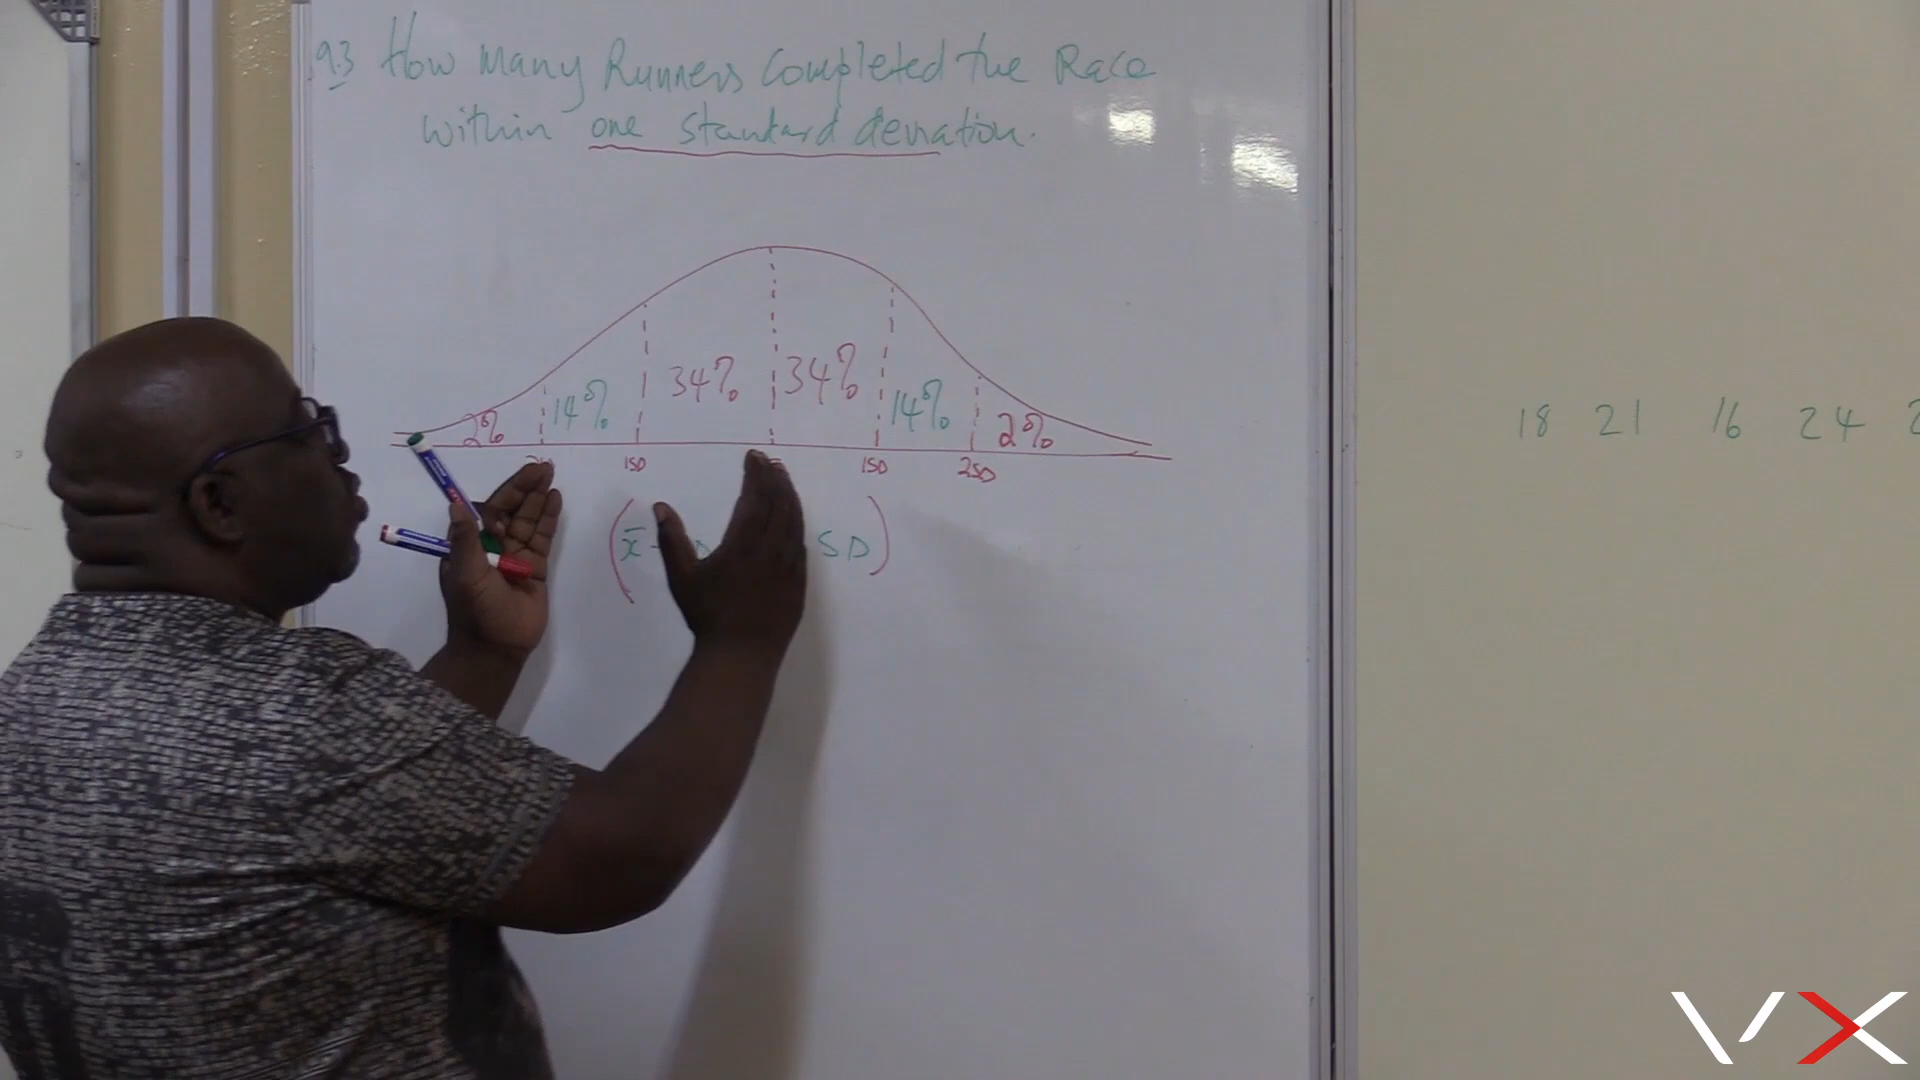 9.3 How Many Runners Completed the Race
within one standard deviation.
2% 14% 34% 34% 14% 2%
1SD 1SD 2SD
(x̄ SD)
18 21 16 24
VX